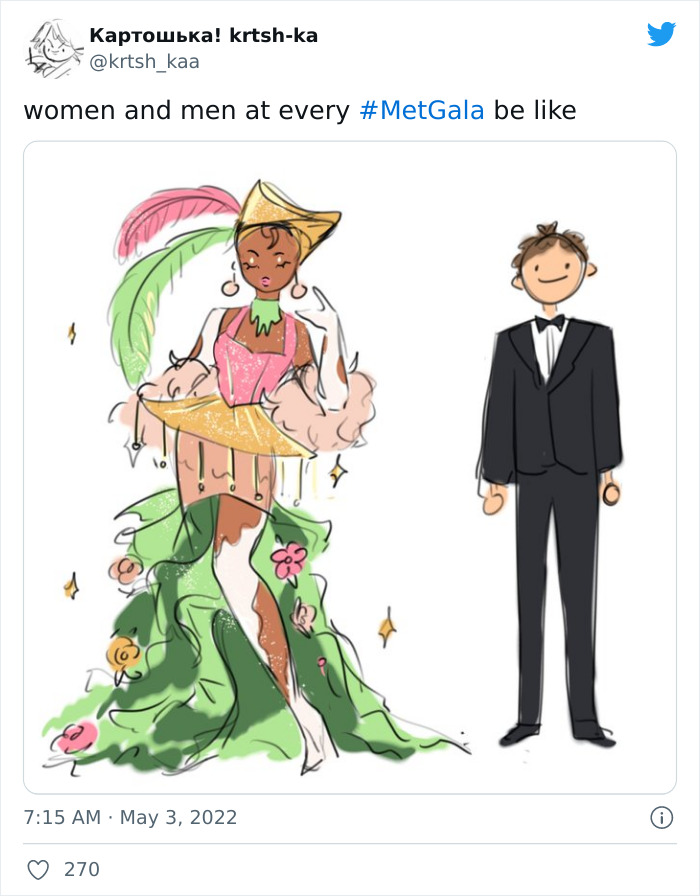 Картошька! krtsh-ka
@krtsh_kaa
women and men at every #MetGala be like
7:15 AM · May 3, 2022
270